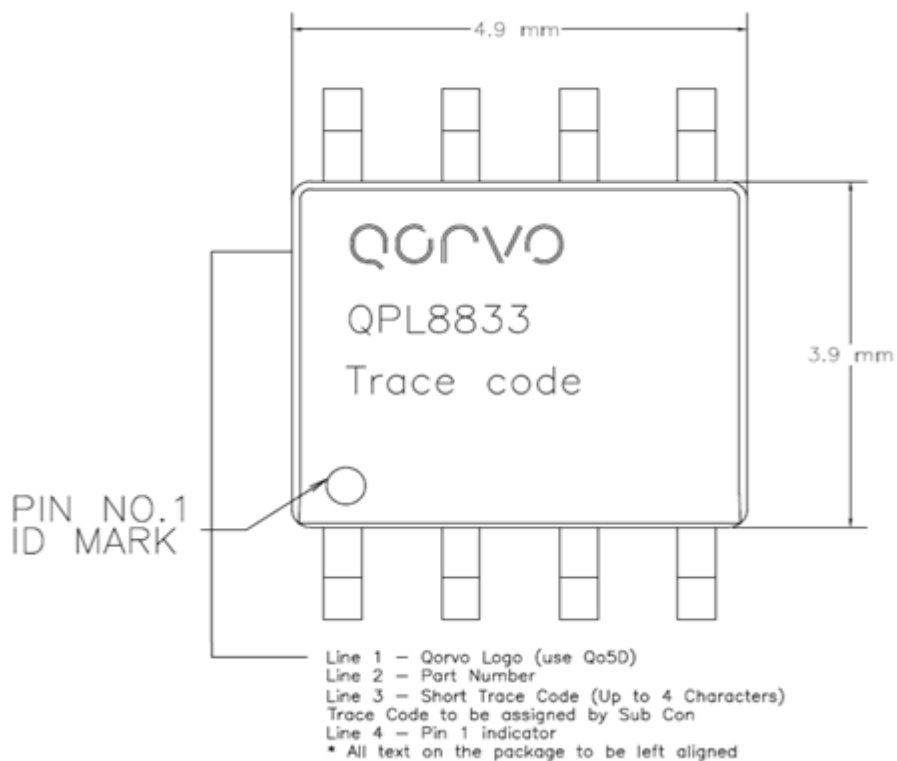 4.9 mm
QORVO
QPL8833
Trace code
3.9 mm
PIN NO.1
ID MARK
Line 1 – Qorvo Logo (use Qo5D)
Line 2 – Part Number
Line 3 – Short Trace Code (Up to 4 Characters)
Trace Code to be assigned by Sub Con
Line 4 – Pin 1 indicator
* All text on the package to be left aligned